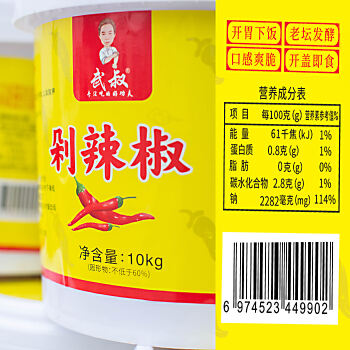 武叔
剁辣椒
净含量:10kg
(固形物:不低于60%)
开胃下饭
老坛发酵
口感爽脆
开盖即食
营养成分表
项目 每100克(g) 营养素参考值%
能量 61千焦(kJ) 1%
蛋白质 0.8克(g) 1%
脂肪 0克(g) 0%
碳水化合物 2.8克(g) 1%
钠 2282毫克(mg) 114%
6 974523 449902